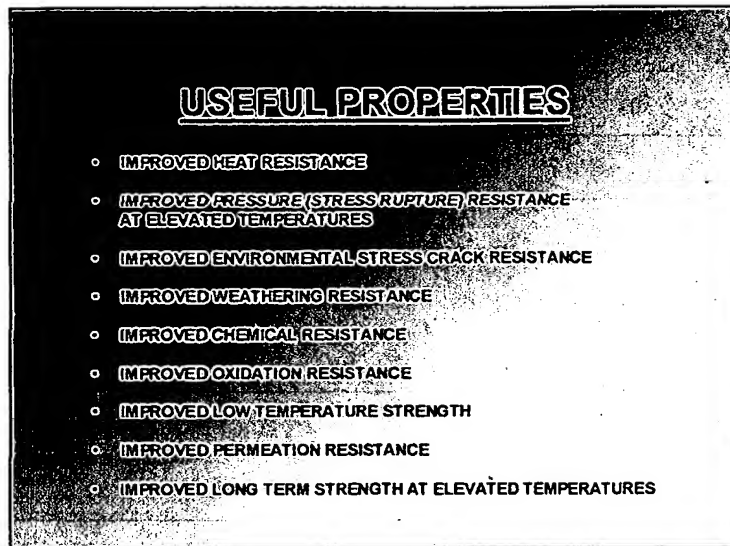 USEFUL PROPERTIES
○ IMPROVED HEAT RESISTANCE
○ IMPROVED PRESSURE (STRESS RUPTURE) RESISTANCE
AT ELEVATED TEMPERATURES
○ IMPROVED ENVIRONMENTAL STRESS CRACK RESISTANCE
○ IMPROVED WEATHERING RESISTANCE
○ IMPROVED CHEMICAL RESISTANCE
○ IMPROVED OXIDATION RESISTANCE
○ IMPROVED LOW TEMPERATURE STRENGTH
○ IMPROVED PERMEATION RESISTANCE
○ IMPROVED LONG TERM STRENGTH AT ELEVATED TEMPERATURES